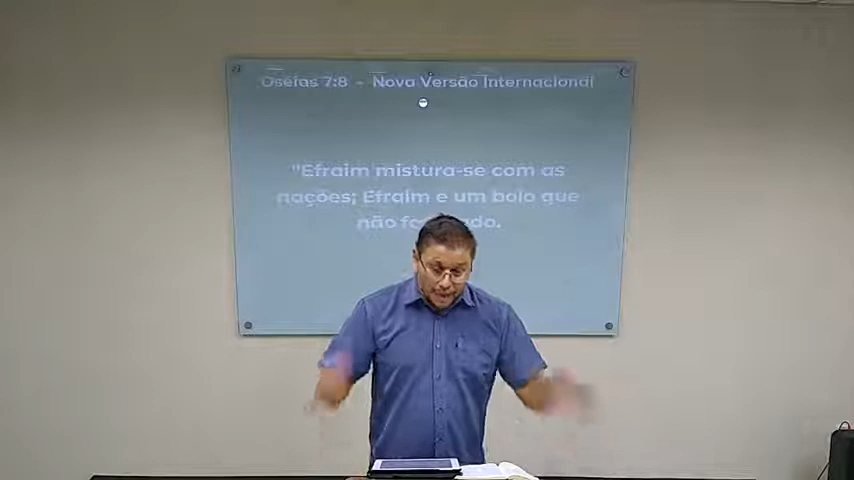 Oséias 7:8 - Nova Versão Internacional
"Efraim mistura-se com as
nações; Efraim é um bolo que
não